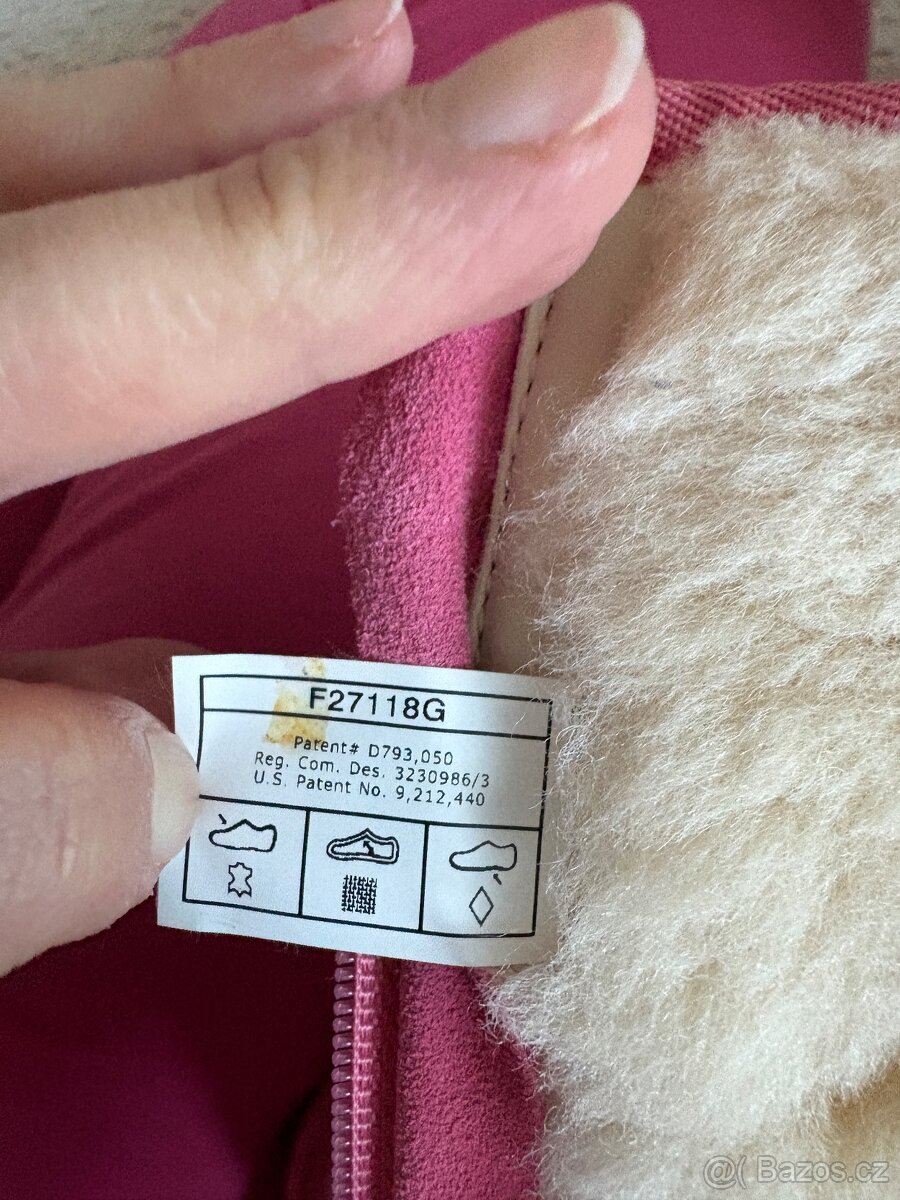 F27118G
Patent# D793,050
Reg. Com. Des. 3230986/3
U.S. Patent No. 9,212,440
@( Bazos.cz